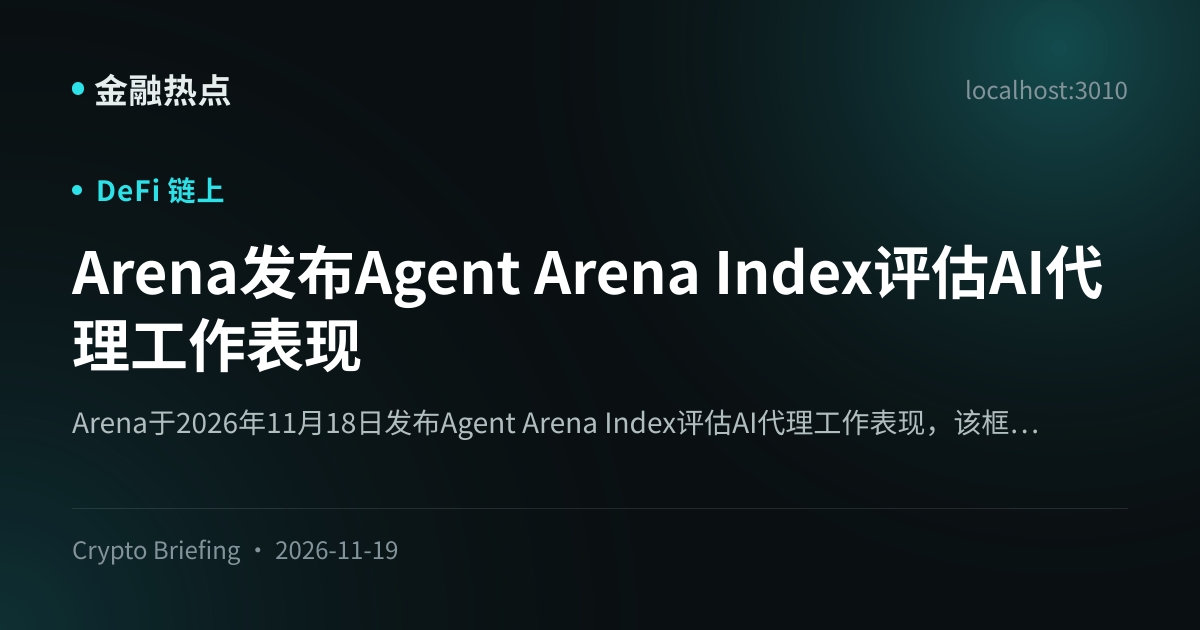 金融热点
localhost:3010
DeFi 链上
Arena发布Agent Arena Index评估AI代
理工作表现
Arena于2026年11月18日发布Agent Arena Index评估AI代理工作表现，该框…
Crypto Briefing · 2026-11-19